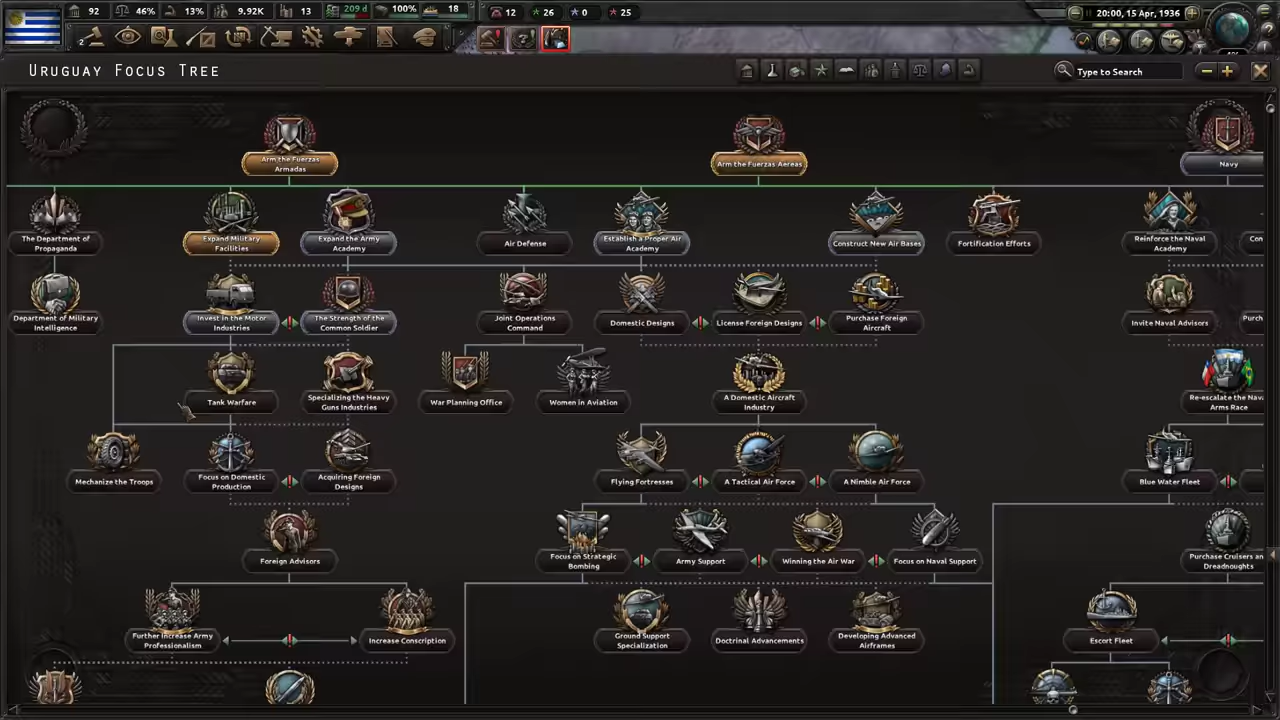 92 46% 13% 9.92K 13 209 d 100% 18 12 26 0 25
20:00, 15 Apr, 1936
2
URUGUAY FOCUS TREE
Type to Search
Arm the Fuerzas
Armadas
Arm the Fuerzas Aereas
Navy
The Department of
Propaganda
Expand Military
Facilities
Expand the Army
Academy
Air Defense
Establish a Proper Air
Academy
Construct New Air Bases
Fortification Efforts
Reinforce the Naval
Academy
Con
Department of Military
Intelligence
Invest in the Motor
Industries
The Strength of the
Common Soldier
Joint Operations
Command
Domestic Designs
License Foreign Designs
Purchase Foreign
Aircraft
Invite Naval Advisors
Purch
Tank Warfare
Specializing the Heavy
Guns Industries
War Planning Office
Women in Aviation
A Domestic Aircraft
Industry
Re-escalate the Nav
Arms Race
Mechanize the Troops
Focus on Domestic
Production
Acquiring Foreign
Designs
Flying Fortresses
A Tactical Air Force
A Nimble Air Force
Blue Water Fleet
Foreign Advisors
Focus on Strategic
Bombing
Army Support
Winning the Air War
Focus on Naval Support
Purchase Cruisers an
Dreadnoughts
Further Increase Army
Professionalism
Increase Conscription
Ground Support
Specialization
Doctrinal Advancements
Developing Advanced
Airframes
Escort Fleet